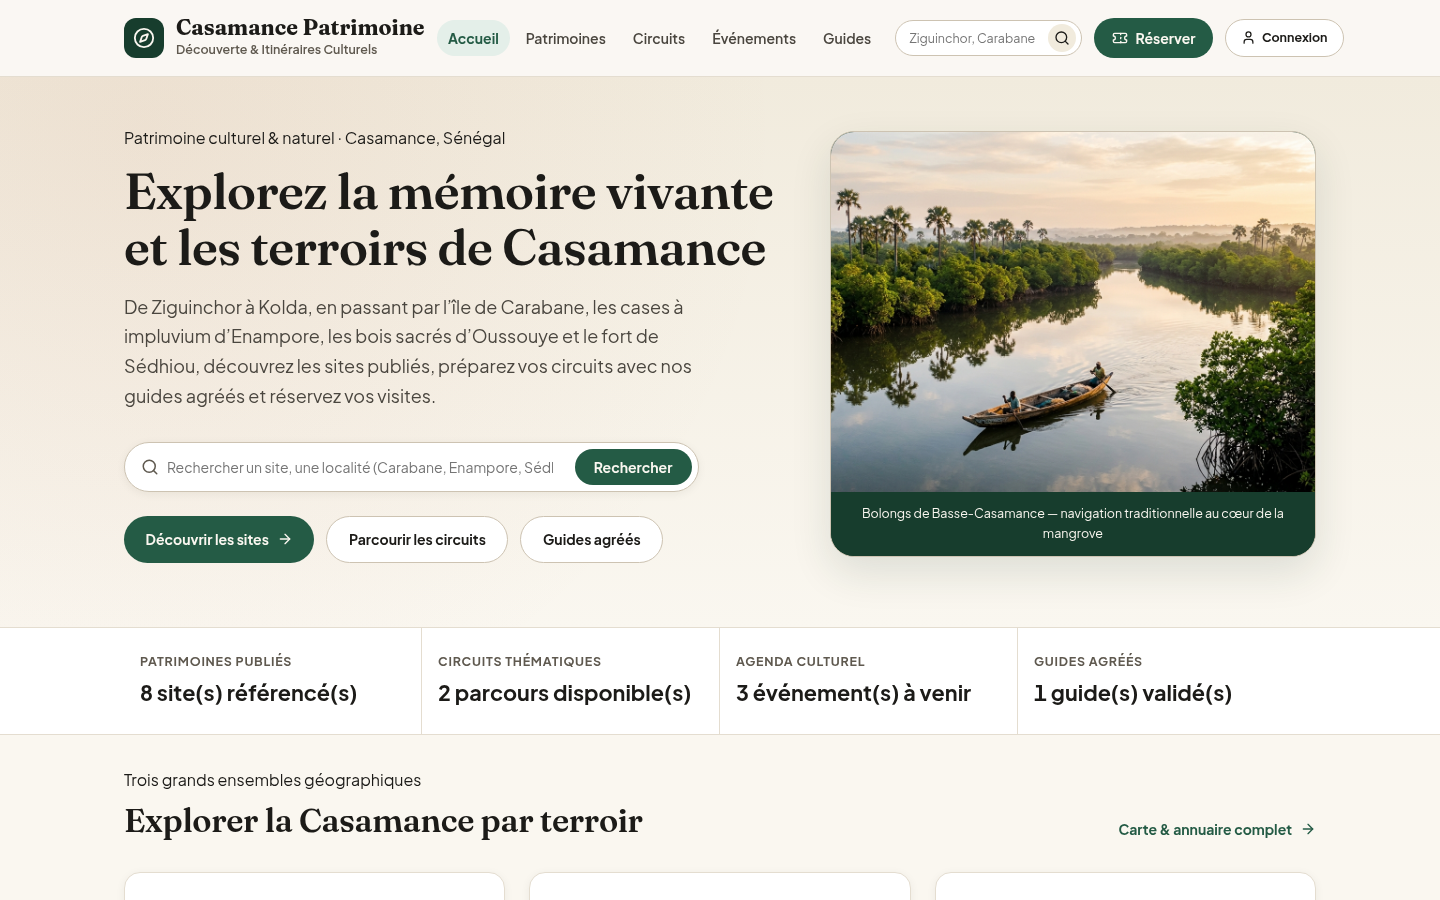 Casamance Patrimoine
Découverte & Itinéraires Culturels
Accueil
Patrimoines
Circuits
Événements
Guides
Ziguinchor, Carabane
Réserver
Connexion
Patrimoine culturel & naturel · Casamance, Sénégal
Explorez la mémoire vivante
et les terroirs de Casamance
De Ziguinchor à Kolda, en passant par l’île de Carabane, les cases à
impluvium d’Enampore, les bois sacrés d’Oussouye et le fort de
Sédhiou, découvrez les sites publiés, préparez vos circuits avec nos
guides agréés et réservez vos visites.
Rechercher un site, une localité (Carabane, Enampore, Sédl
Rechercher
Découvrir les sites
Parcourir les circuits
Guides agréés
Bolongs de Basse-Casamance — navigation traditionnelle au cœur de la
mangrove
PATRIMOINES PUBLIÉS
8 site(s) référencé(s)
CIRCUITS THÉMATIQUES
2 parcours disponible(s)
AGENDA CULTUREL
3 événement(s) à venir
GUIDES AGRÉÉS
1 guide(s) validé(s)
Trois grands ensembles géographiques
Explorer la Casamance par terroir
Carte & annuaire complet